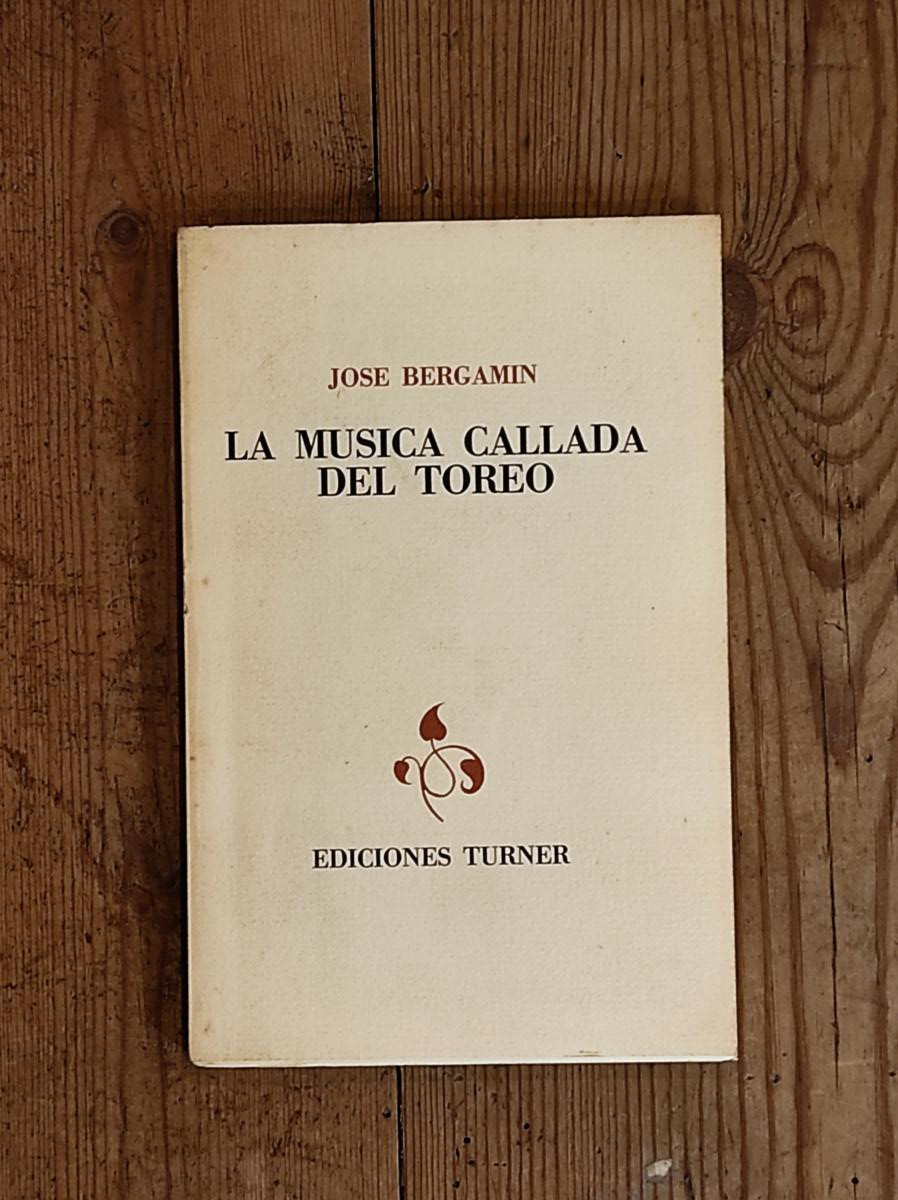 JOSE BERGAMIN
LA MUSICA CALLADA
DEL TOREO
EDICIONES TURNER